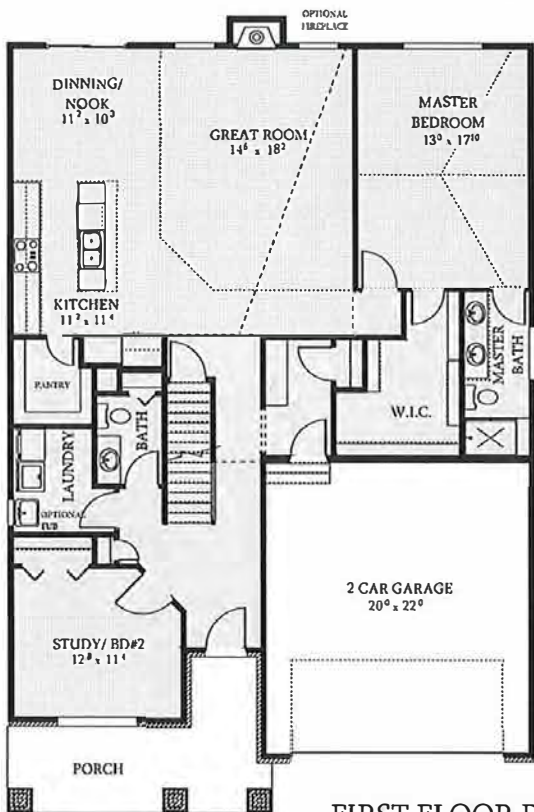 OPTIONAL
FIREPLACE
DINNING/
NOOK
11² x 10³
GREAT ROOM
14⁶ x 18²
MASTER
BEDROOM
13⁰ x 17¹⁰
KITCHEN
11² x 11⁴
MASTER
BATH
PANTRY
W.I.C.
BATH
LAUNDRY
OPTIONAL
TUB
2 CAR GARAGE
20⁰ x 22⁰
STUDY/ BD#2
12⁸ x 11⁴
PORCH
FIRST FLOOR